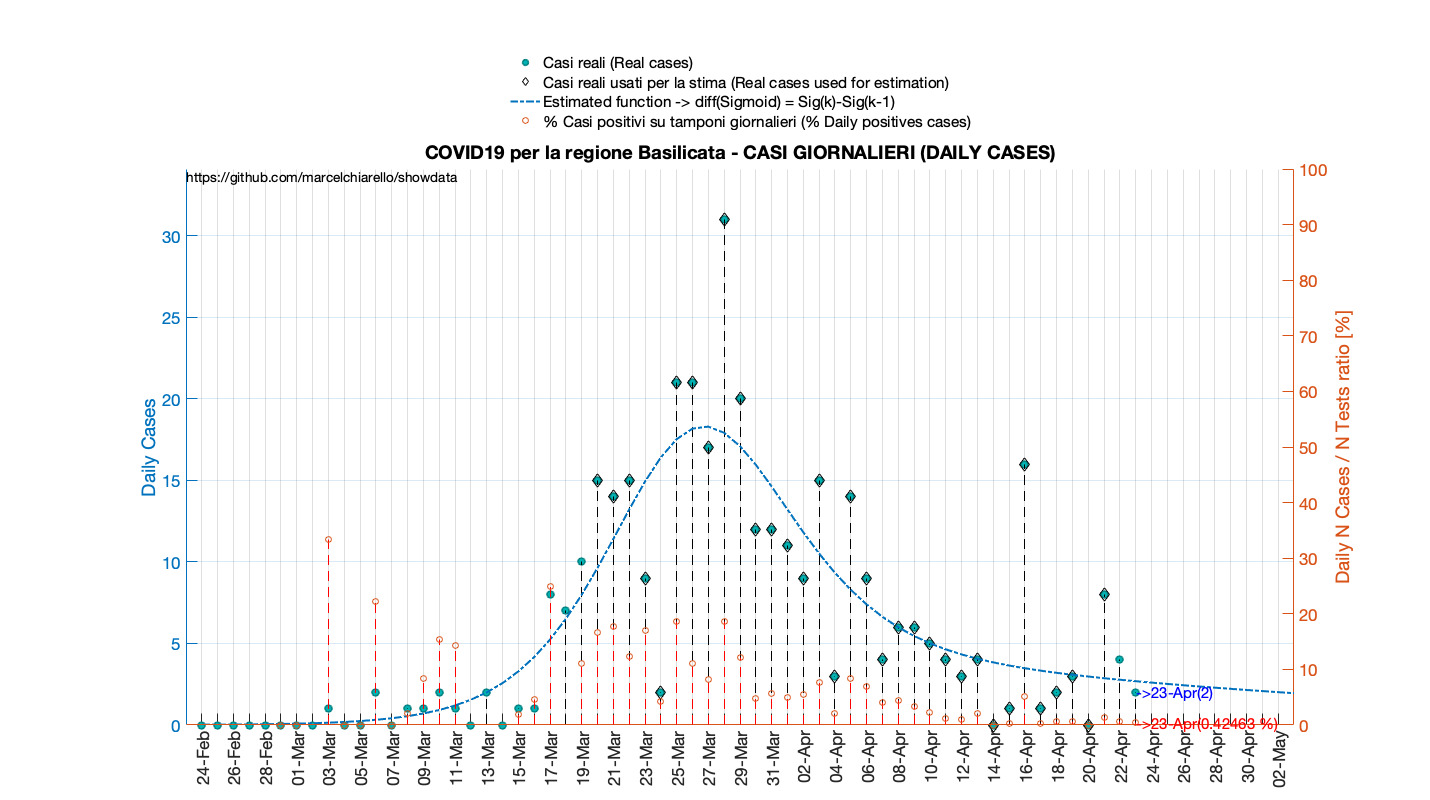 Casi reali (Real cases)
Casi reali usati per la stima (Real cases used for estimation)
Estimated function -> diff(Sigmoid) = Sig(k)-Sig(k-1)
% Casi positivi su tamponi giornalieri (% Daily positives cases)
COVID19 per la regione Basilicata - CASI GIORNALIERI (DAILY CASES)
https://github.com/marcelchiarello/showdata
Daily Cases
30
25
20
15
10
5
0
100
90
80
70
60
50
40
30
20
10
0
Daily N Cases / N Tests ratio [%]
->23-Apr(2)
->23-Apr(0.42463 %)
24-Feb
26-Feb
28-Feb
01-Mar
03-Mar
05-Mar
07-Mar
09-Mar
11-Mar
13-Mar
15-Mar
17-Mar
19-Mar
21-Mar
23-Mar
25-Mar
27-Mar
29-Mar
31-Mar
02-Apr
04-Apr
06-Apr
08-Apr
10-Apr
12-Apr
14-Apr
16-Apr
18-Apr
20-Apr
22-Apr
24-Apr
26-Apr
28-Apr
30-Apr
02-May